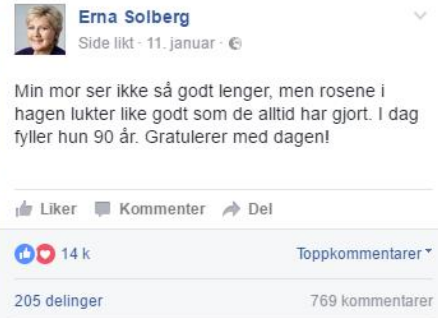 Erna Solberg
Side likt · 11. januar ·
Min mor ser ikke så godt lenger, men rosene i
hagen lukter like godt som de alltid har gjort. I dag
fyller hun 90 år. Gratulerer med dagen!
Liker Kommenter Del
14 k Toppkommentarer
205 delinger 769 kommentarer